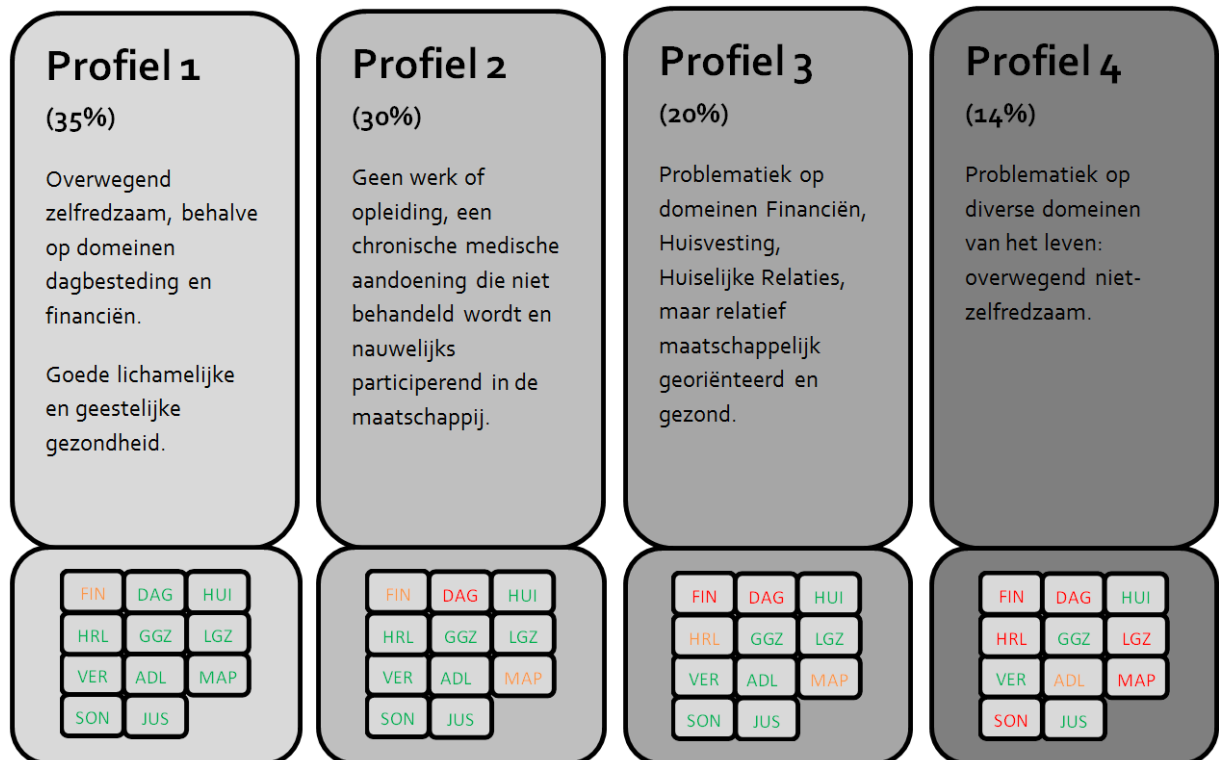 Profiel 1
(35%)
Overwegend
zelfredzaam, behalve
op domeinen
dagbesteding en
financiën.
Goede lichamelijke
en geestelijke
gezondheid.
FIN DAG HUI
HRL GGZ LGZ
VER ADL MAP
SON JUS
Profiel 2
(30%)
Geen werk of
opleiding, een
chronische medische
aandoening die niet
behandeld wordt en
nauwelijks
participerend in de
maatschappij.
FIN DAG HUI
HRL GGZ LGZ
VER ADL MAP
SON JUS
Profiel 3
(20%)
Problematiek op
domeinen Financiën,
Huisvesting,
Huiselijke Relaties,
maar relatief
maatschappelijk
georiënteerd en
gezond.
FIN DAG HUI
HRL GGZ LGZ
VER ADL MAP
SON JUS
Profiel 4
(14%)
Problematiek op
diverse domeinen
van het leven:
overwegend niet-
zelfredzaam.
FIN DAG HUI
HRL GGZ LGZ
VER ADL MAP
SON JUS